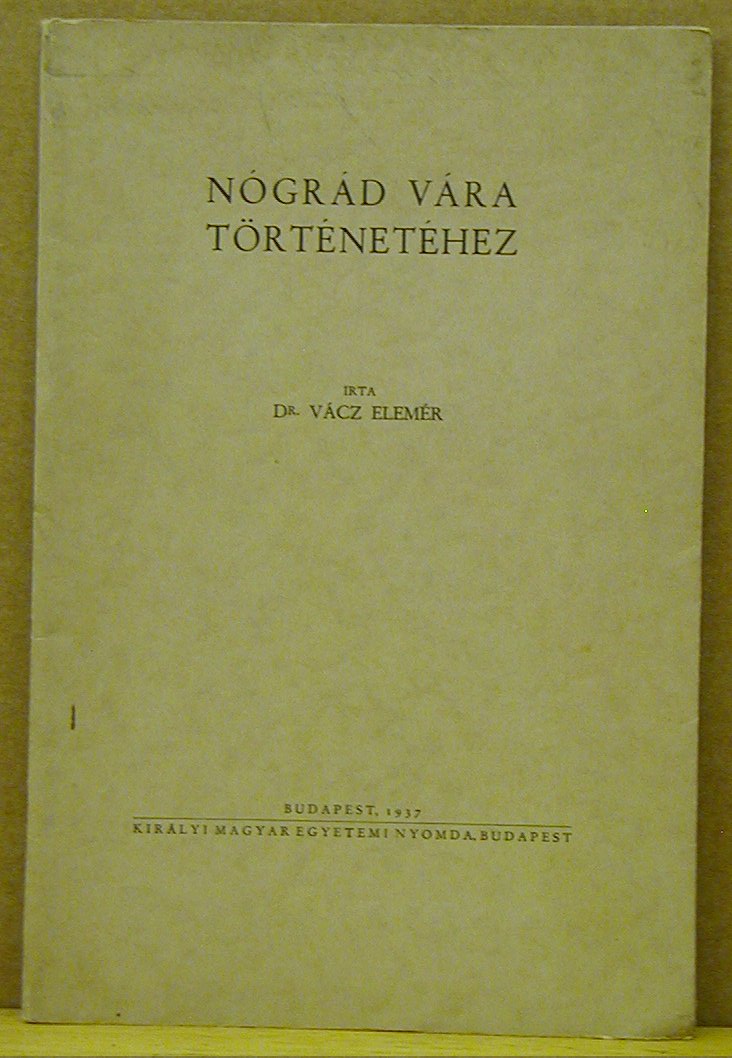 NÓGRÁD VÁRA
TÖRTÉNETÉHEZ
IRTA
DR. VÁCZ ELEMÉR
BUDAPEST, 1937
KIRÁLYI MAGYAR EGYETEMI NYOMDA, BUDAPEST